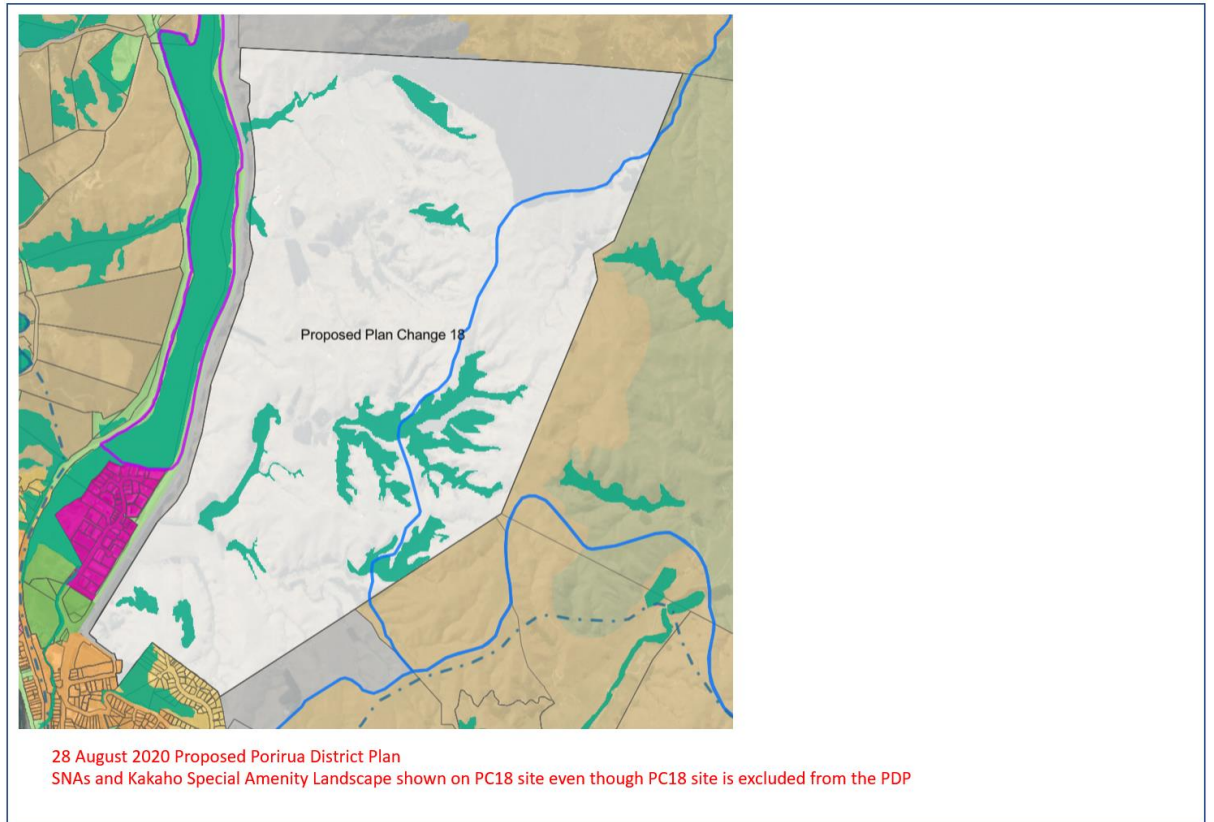 Proposed Plan Change 18
28 August 2020 Proposed Porirua District Plan
SNAs and Kakaho Special Amenity Landscape shown on PC18 site even though PC18 site is excluded from the PDP